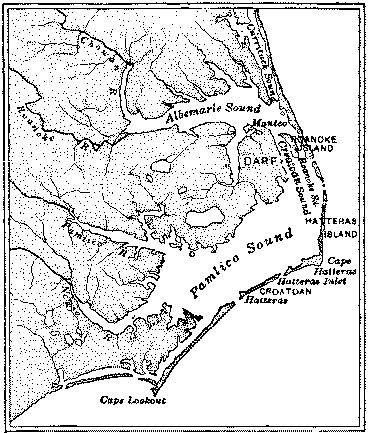 Chowan
R.
Currituck Sound
Roanoke
R.
Albemarle Sound
Manteo
ROANOKE
ISLAND
DARE
Croatan Sound
Roanoke Sd.
HATTERAS
ISLAND
Pamlico R.
Pamlico Sound
Cape
Hatteras
Hatteras Inlet
CROATOAN
Hatteras
Cape Lookout